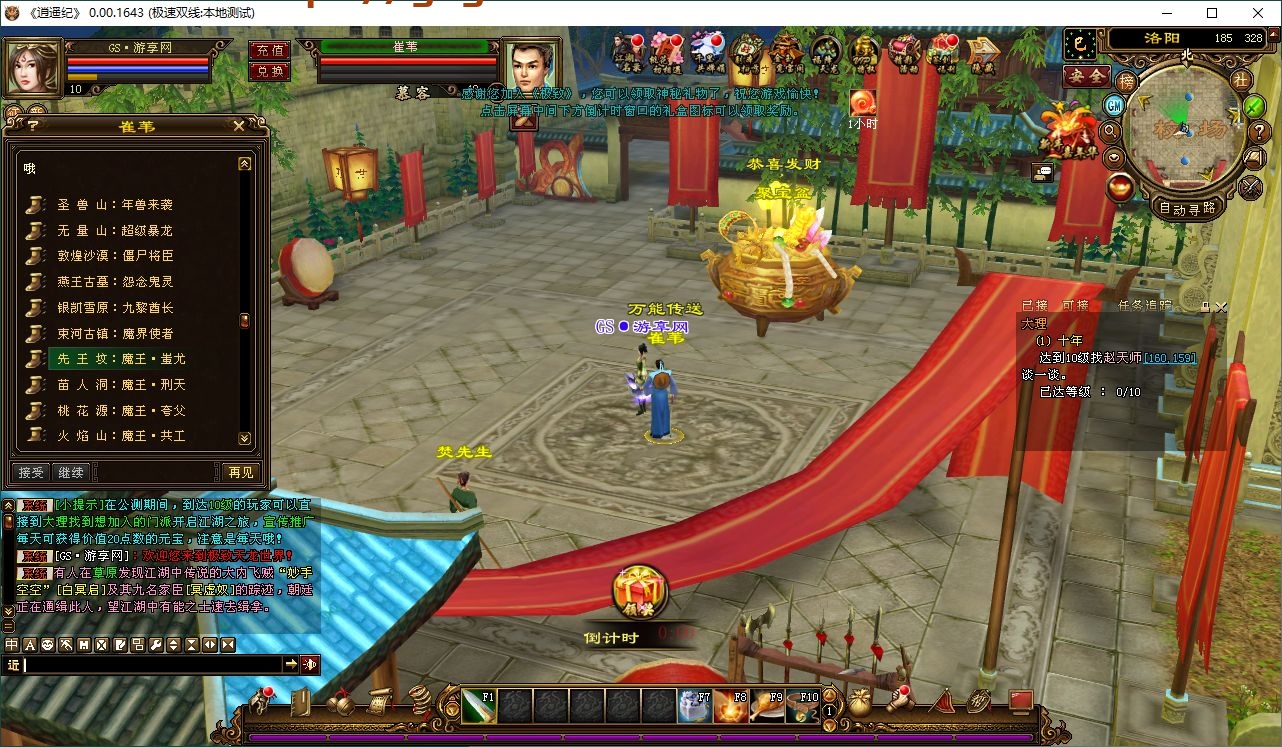 《逍遥纪》 0.00.1643 (极速双线:本地测试)
GS·游享网
10
充值
兑换
崔苇
慕容
感谢您加入《极致》，您可以领取神秘礼物了，祝您游戏愉快！
点击屏幕中间下方倒计时窗口的礼盒图标可以领取奖励。
1小时
洛阳
185
328
安全
榜
社
GM
自动寻路
?
崔苇
哦
圣 兽 山：年兽来袭
无 量 山：超级暴龙
敦煌沙漠：僵尸将臣
燕王古墓：怨念鬼灵
银凯雪原：九黎酋长
束河古镇：魔界使者
先 王 坟：魔王·蚩尤
苗 人 洞：魔王·刑天
桃 花 源：魔王·夸父
火 焰 山：魔王·共工
接受
继续
再见
恭喜发财
聚宝盆
万能传送
GS●游享网
崔苇
焚先生
已接 可接 任务追踪
大理
(1) 十年
达到10级找赵天师[160,159]
谈一谈。
已达等级 ： 0/10
系统 [小提示]在公测期间，到达10级的玩家可以直
接到大理找到想加入的门派开启江湖之旅，宣传推广
每天可获得价值20点数的元宝，注意是每天哦！
系统 [GS·游享网]：欢迎您来到极致天龙世界！
系统 有人在草原发现江湖中传说的大内飞贼“妙手
空空”[白冥启]及其九名家臣[冥虚奴]的踪迹，朝廷
正在通缉此人，望江湖中有能之士速去缉拿。
领奖
倒计时
近
F1
F7
F8
F9
F10
1